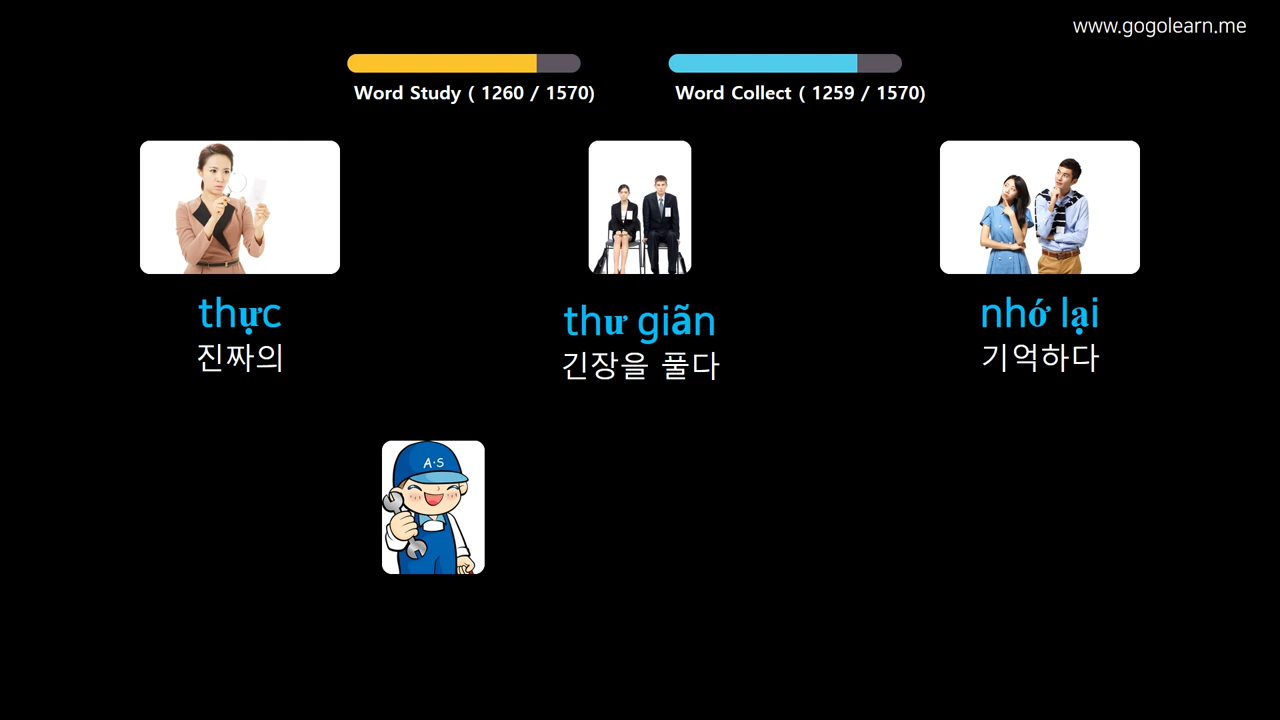 www.gogolearn.me
Word Study ( 1260 / 1570)
Word Collect ( 1259 / 1570)
thực
진짜의
thư giãn
긴장을 풀다
nhớ lại
기억하다
A·S